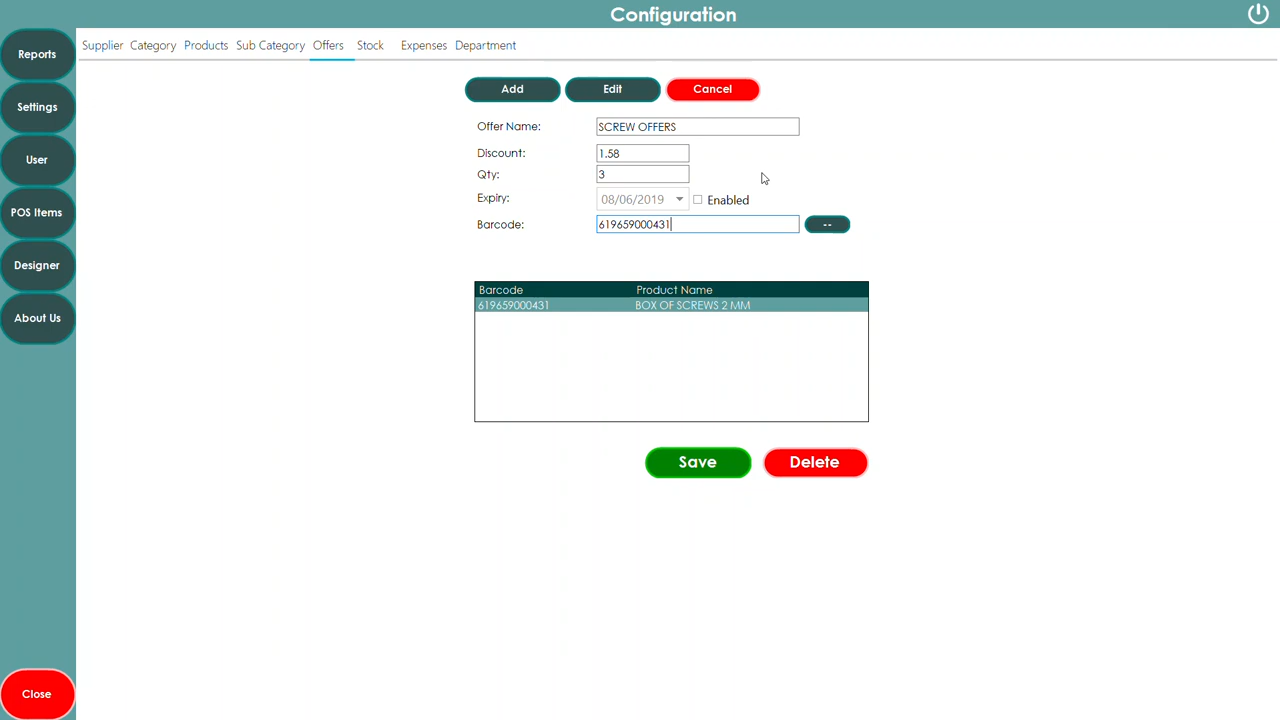 Configuration
Reports
Settings
User
POS Items
Designer
About Us
Close
Supplier Category Products Sub Category Offers Stock Expenses Department
Add Edit Cancel
Offer Name: SCREW OFFERS
Discount: 1.58
Qty: 3
Expiry: 08/06/2019 Enabled
Barcode: 619659000431 --
Barcode Product Name
619659000431 BOX OF SCREWS 2 MM
Save Delete